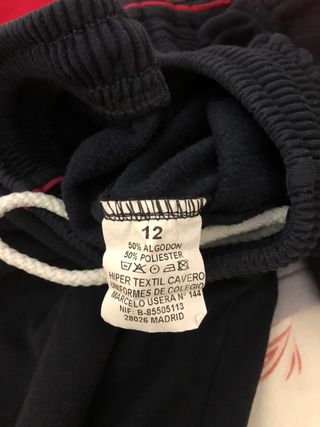 12
50% ALGODON
50% POLIESTER
HIPER TEXTIL CAVERO
UNIFORMES DE COLEGIO
MARCELO USERA Nº 144
NIF: B-85505113
28026 MADRID